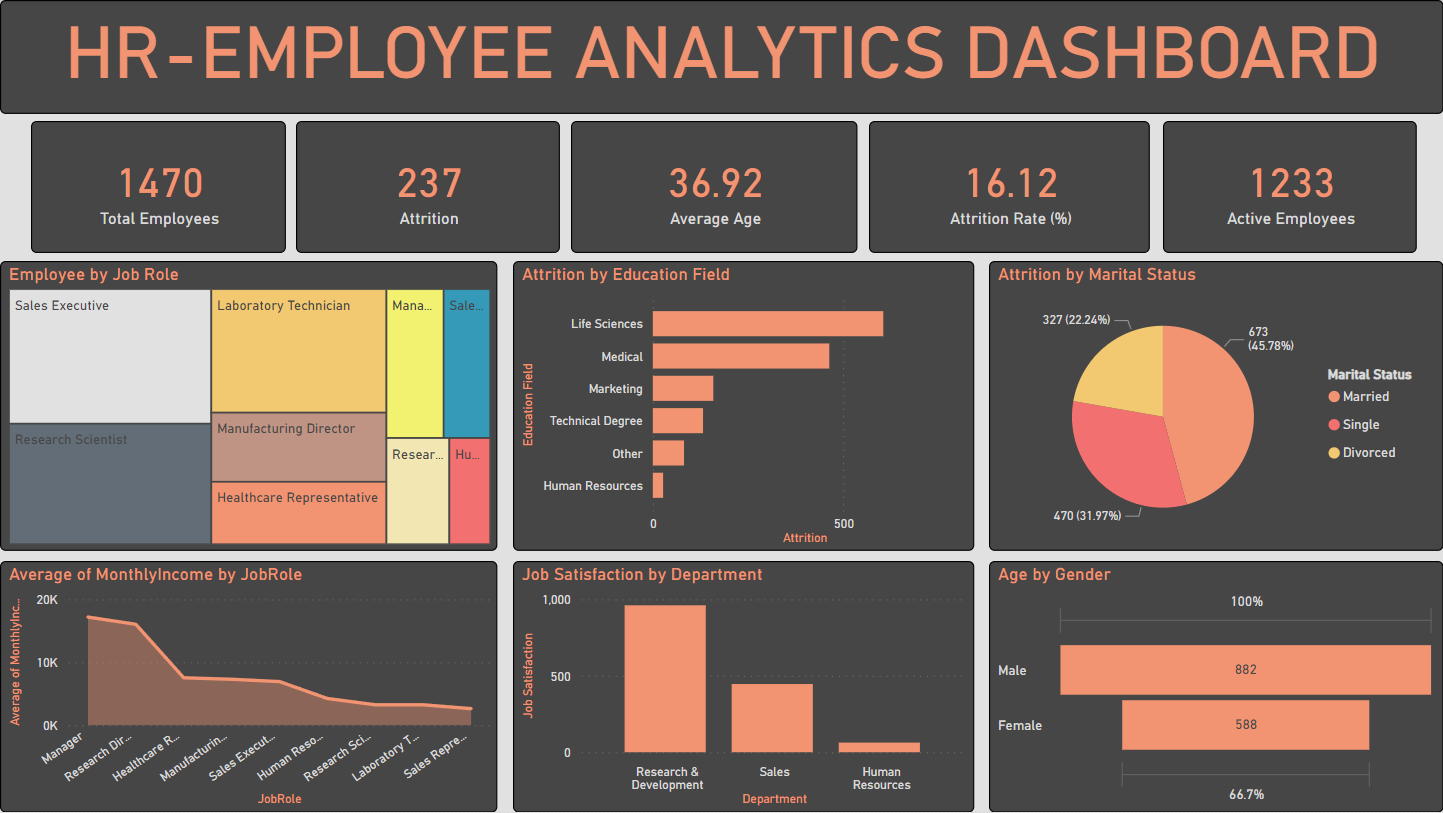 HR-EMPLOYEE ANALYTICS DASHBOARD
1470
Total Employees
237
Attrition
36.92
Average Age
16.12
Attrition Rate (%)
1233
Active Employees
Employee by Job Role
Sales Executive
Laboratory Technician
Mana...
Sale...
Research Scientist
Manufacturing Director
Resear...
Hu...
Healthcare Representative
Attrition by Education Field
Education Field
Life Sciences
Medical
Marketing
Technical Degree
Other
Human Resources
0
500
Attrition
Attrition by Marital Status
327 (22.24%)
673
(45.78%)
470 (31.97%)
Marital Status
Married
Single
Divorced
Average of MonthlyIncome by JobRole
Average of MonthlyInc...
20K
10K
0K
Manager
Research Dir...
Healthcare R...
Manufacturin...
Sales Execut...
Human Reso...
Research Sci...
Laboratory T...
Sales Repre...
JobRole
Job Satisfaction by Department
Job Satisfaction
1,000
500
0
Research &
Development
Sales
Human
Resources
Department
Age by Gender
100%
Male
882
Female
588
66.7%